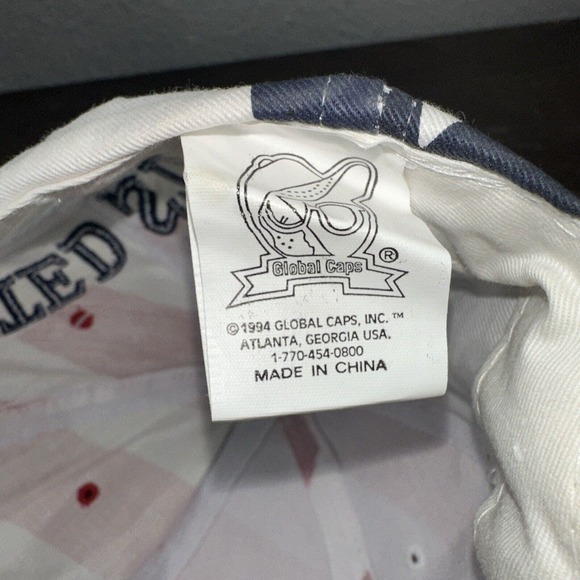 Global Caps
®
© 1994 GLOBAL CAPS, INC. ™
ATLANTA, GEORGIA USA.
1-770-454-0800
MADE IN CHINA